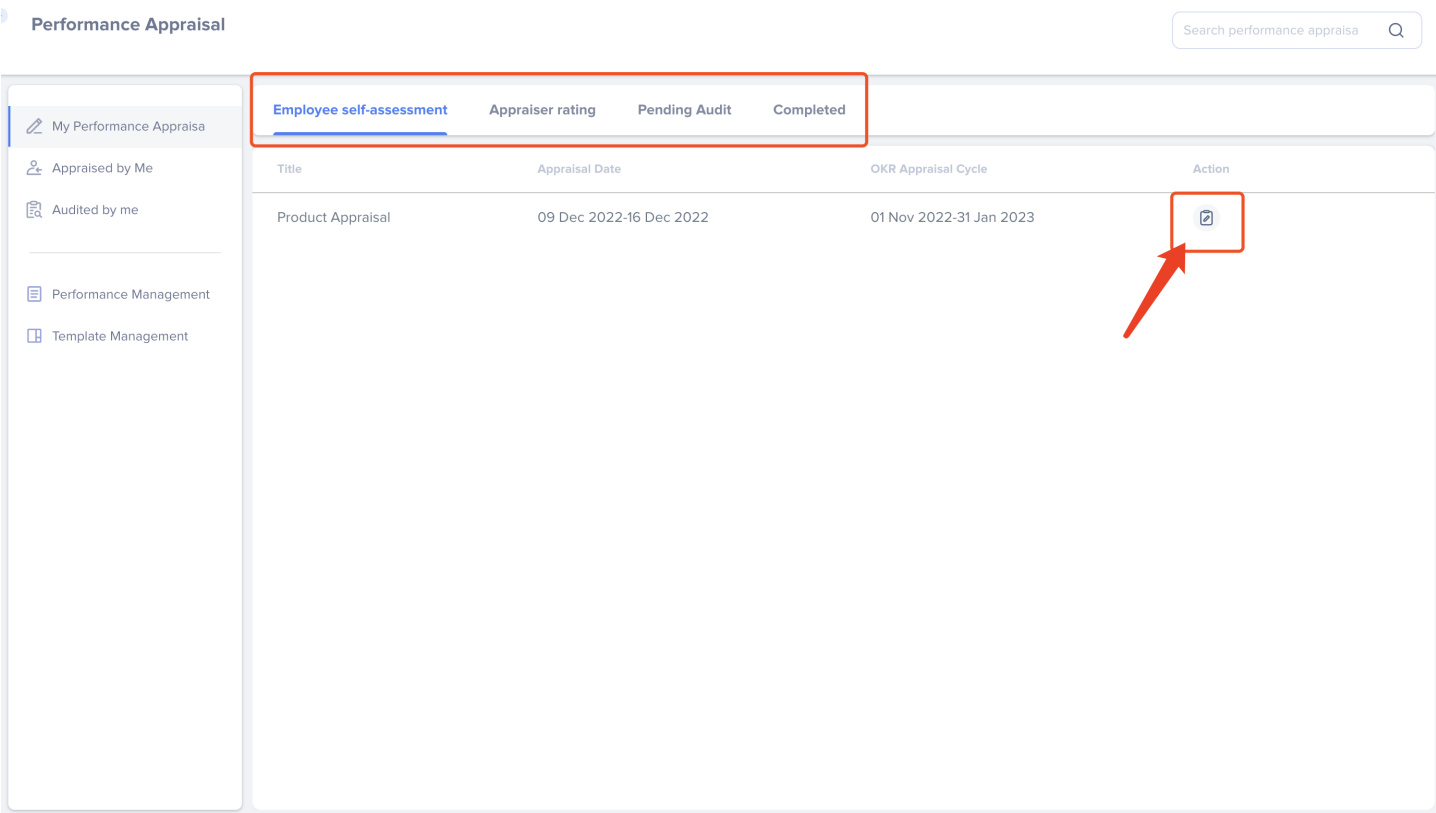 Performance Appraisal
Search performance appraisa
My Performance Appraisa
Appraised by Me
Audited by me
Performance Management
Template Management
Employee self-assessment Appraiser rating Pending Audit Completed
Title Appraisal Date OKR Appraisal Cycle Action
Product Appraisal 09 Dec 2022-16 Dec 2022 01 Nov 2022-31 Jan 2023